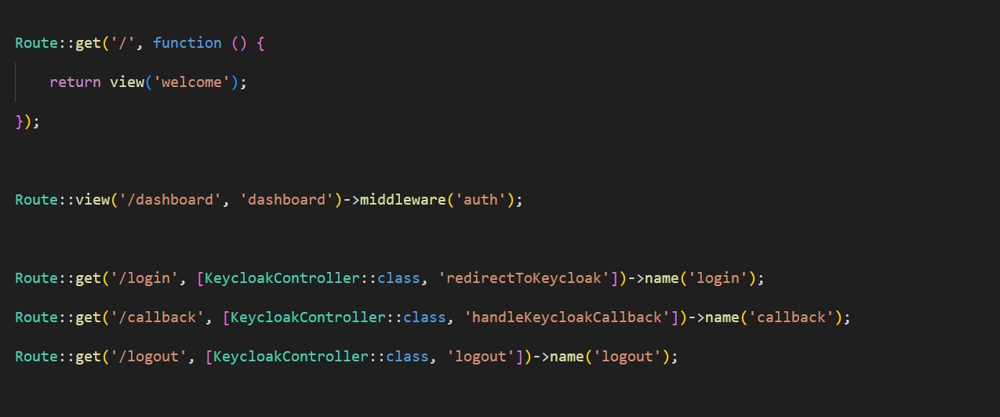 Route::get('/', function () {
    return view('welcome');
});
Route::view('/dashboard', 'dashboard')->middleware('auth');
Route::get('/login', [KeycloakController::class, 'redirectToKeycloak'])->name('login');
Route::get('/callback', [KeycloakController::class, 'handleKeycloakCallback'])->name('callback');
Route::get('/logout', [KeycloakController::class, 'logout'])->name('logout');